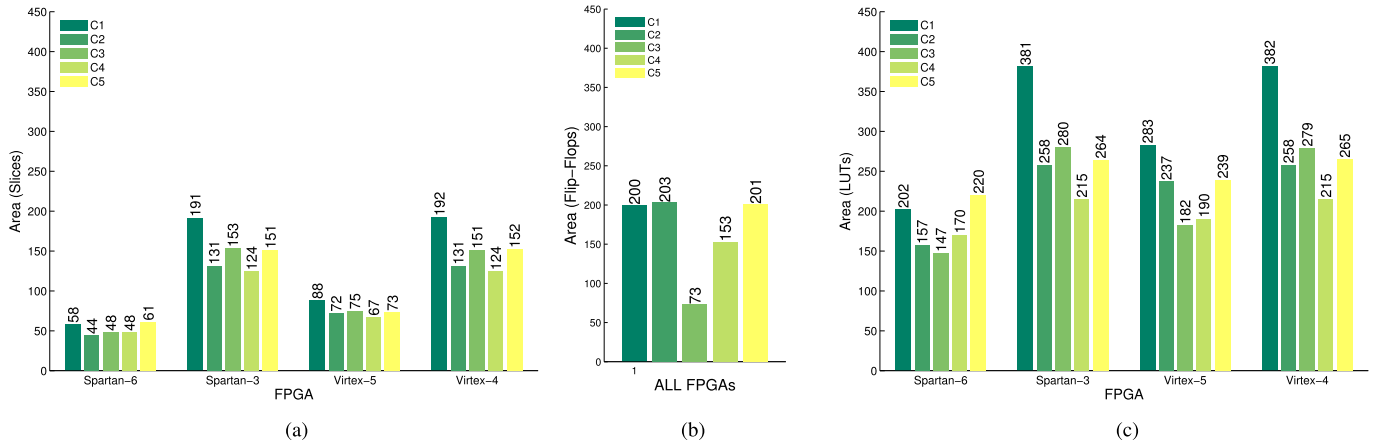 450
400
350
300
250
200
150
100
50
0
Area (Slices)
C1
C2
C3
C4
C5
58
44
48
48
61
191
131
153
124
151
88
72
75
67
73
192
131
151
124
152
Spartan−6
Spartan−3
Virtex−5
Virtex−4
FPGA
(a)
450
400
350
300
250
200
150
100
50
0
Area (Flip−Flops)
C1
C2
C3
C4
C5
200
203
73
153
201
1
ALL FPGAs
(b)
450
400
350
300
250
200
150
100
50
0
Area (LUTs)
C1
C2
C3
C4
C5
202
157
147
170
220
381
258
280
215
264
283
237
182
190
239
382
258
279
215
265
Spartan−6
Spartan−3
Virtex−5
Virtex−4
FPGA
(c)